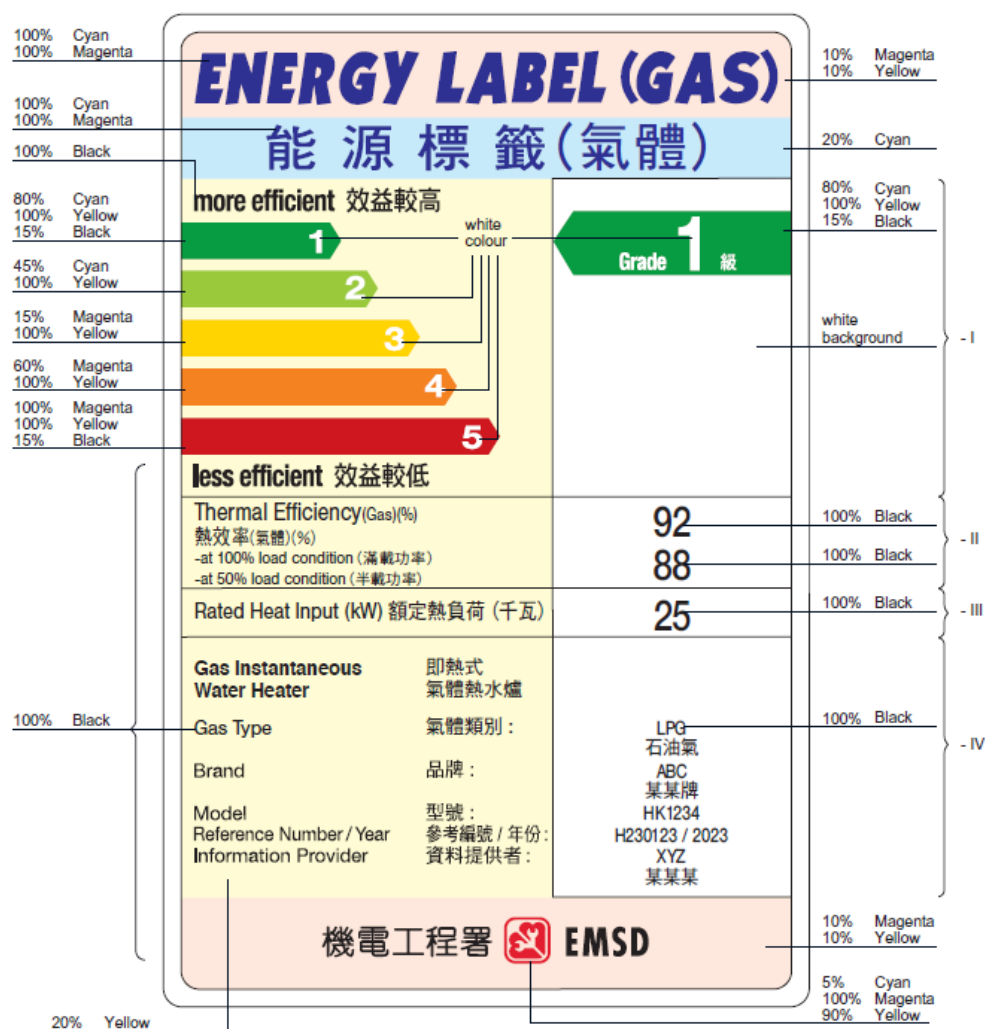 100% Cyan
100% Magenta
ENERGY LABEL (GAS)
10% Magenta
10% Yellow
100% Cyan
100% Magenta
能源標籤(氣體)
20% Cyan
100% Black
more efficient 效益較高
80% Cyan
100% Yellow
15% Black
1
white
colour
Grade 1 級
80% Cyan
100% Yellow
15% Black
45% Cyan
100% Yellow
2
15% Magenta
100% Yellow
3
white
background
- I
60% Magenta
100% Yellow
4
100% Magenta
100% Yellow
15% Black
5
less efficient 效益較低
Thermal Efficiency(Gas)(%)
熱效率(氣體)(%)
-at 100% load condition (滿載功率)
-at 50% load condition (半載功率)
92
88
100% Black
100% Black
- II
Rated Heat Input (kW) 額定熱負荷 (千瓦)
25
100% Black
- III
Gas Instantaneous 即熱式
Water Heater 氣體熱水爐
100% Black
Gas Type 氣體類別 :
LPG
石油氣
100% Black
- IV
Brand 品牌 :
ABC
某某牌
Model 型號 :
HK1234
Reference Number / Year 參考編號 / 年份 :
H230123 / 2023
Information Provider 資料提供者 :
XYZ
某某某
機電工程署 EMSD
10% Magenta
10% Yellow
5% Cyan
100% Magenta
90% Yellow
20% Yellow